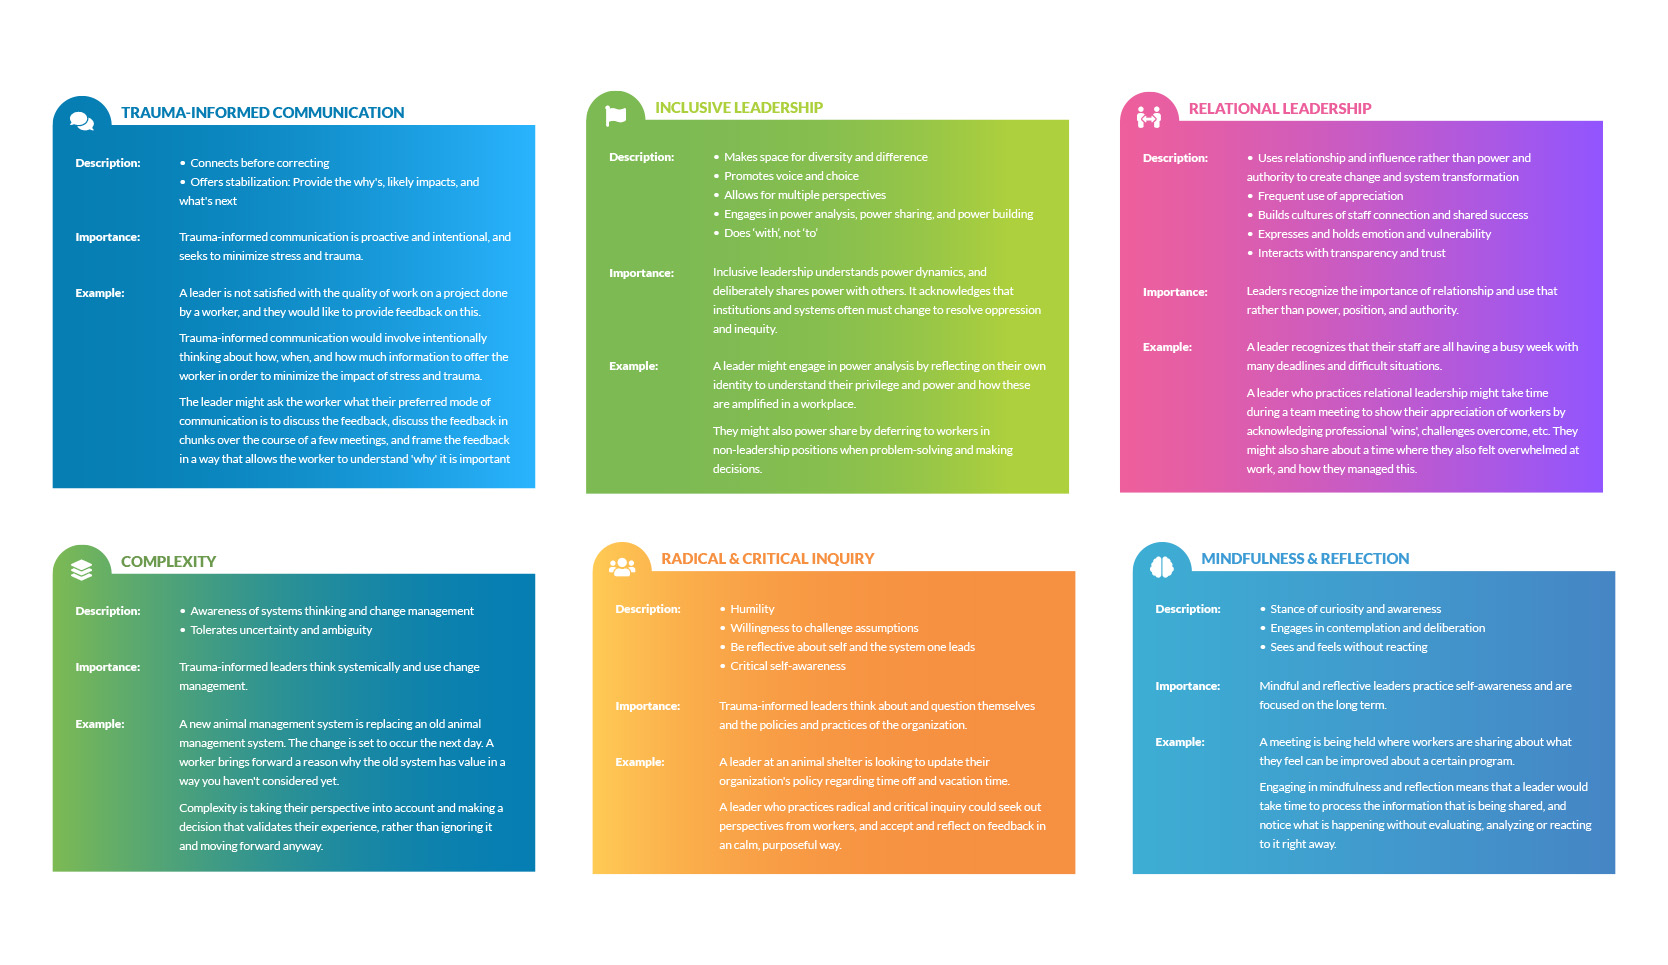 TRAUMA-INFORMED COMMUNICATION
Description:
• Connects before correcting
• Offers stabilization: Provide the why's, likely impacts, and
what's next
Importance:
Trauma-informed communication is proactive and intentional, and
seeks to minimize stress and trauma.
Example:
A leader is not satisfied with the quality of work on a project done
by a worker, and they would like to provide feedback on this.
Trauma-informed communication would involve intentionally
thinking about how, when, and how much information to offer the
worker in order to minimize the impact of stress and trauma.
The leader might ask the worker what their preferred mode of
communication is to discuss the feedback, discuss the feedback in
chunks over the course of a few meetings, and frame the feedback
in a way that allows the worker to understand 'why' it is important
INCLUSIVE LEADERSHIP
Description:
• Makes space for diversity and difference
• Promotes voice and choice
• Allows for multiple perspectives
• Engages in power analysis, power sharing, and power building
• Does 'with', not 'to'
Importance:
Inclusive leadership understands power dynamics, and
deliberately shares power with others. It acknowledges that
institutions and systems often must change to resolve oppression
and inequity.
Example:
A leader might engage in power analysis by reflecting on their own
identity to understand their privilege and power and how these
are amplified in a workplace.
They might also power share by deferring to workers in
non-leadership positions when problem-solving and making
decisions.
RELATIONAL LEADERSHIP
Description:
• Uses relationship and influence rather than power and
authority to create change and system transformation
• Frequent use of appreciation
• Builds cultures of staff connection and shared success
• Expresses and holds emotion and vulnerability
• Interacts with transparency and trust
Importance:
Leaders recognize the importance of relationship and use that
rather than power, position, and authority.
Example:
A leader recognizes that their staff are all having a busy week with
many deadlines and difficult situations.
A leader who practices relational leadership might take time
during a team meeting to show their appreciation of workers by
acknowledging professional 'wins', challenges overcome, etc. They
might also share about a time where they also felt overwhelmed at
work, and how they managed this.
COMPLEXITY
Description:
• Awareness of systems thinking and change management
• Tolerates uncertainty and ambiguity
Importance:
Trauma-informed leaders think systemically and use change
management.
Example:
A new animal management system is replacing an old animal
management system. The change is set to occur the next day. A
worker brings forward a reason why the old system has value in a
way you haven't considered yet.
Complexity is taking their perspective into account and making a
decision that validates their experience, rather than ignoring it
and moving forward anyway.
RADICAL & CRITICAL INQUIRY
Description:
• Humility
• Willingness to challenge assumptions
• Be reflective about self and the system one leads
• Critical self-awareness
Importance:
Trauma-informed leaders think about and question themselves
and the policies and practices of the organization.
Example:
A leader at an animal shelter is looking to update their
organization's policy regarding time off and vacation time.
A leader who practices radical and critical inquiry could seek out
perspectives from workers, and accept and reflect on feedback in
an calm, purposeful way.
MINDFULNESS & REFLECTION
Description:
• Stance of curiosity and awareness
• Engages in contemplation and deliberation
• Sees and feels without reacting
Importance:
Mindful and reflective leaders practice self-awareness and are
focused on the long term.
Example:
A meeting is being held where workers are sharing about what
they feel can be improved about a certain program.
Engaging in mindfulness and reflection means that a leader would
take time to process the information that is being shared, and
notice what is happening without evaluating, analyzing or reacting
to it right away.